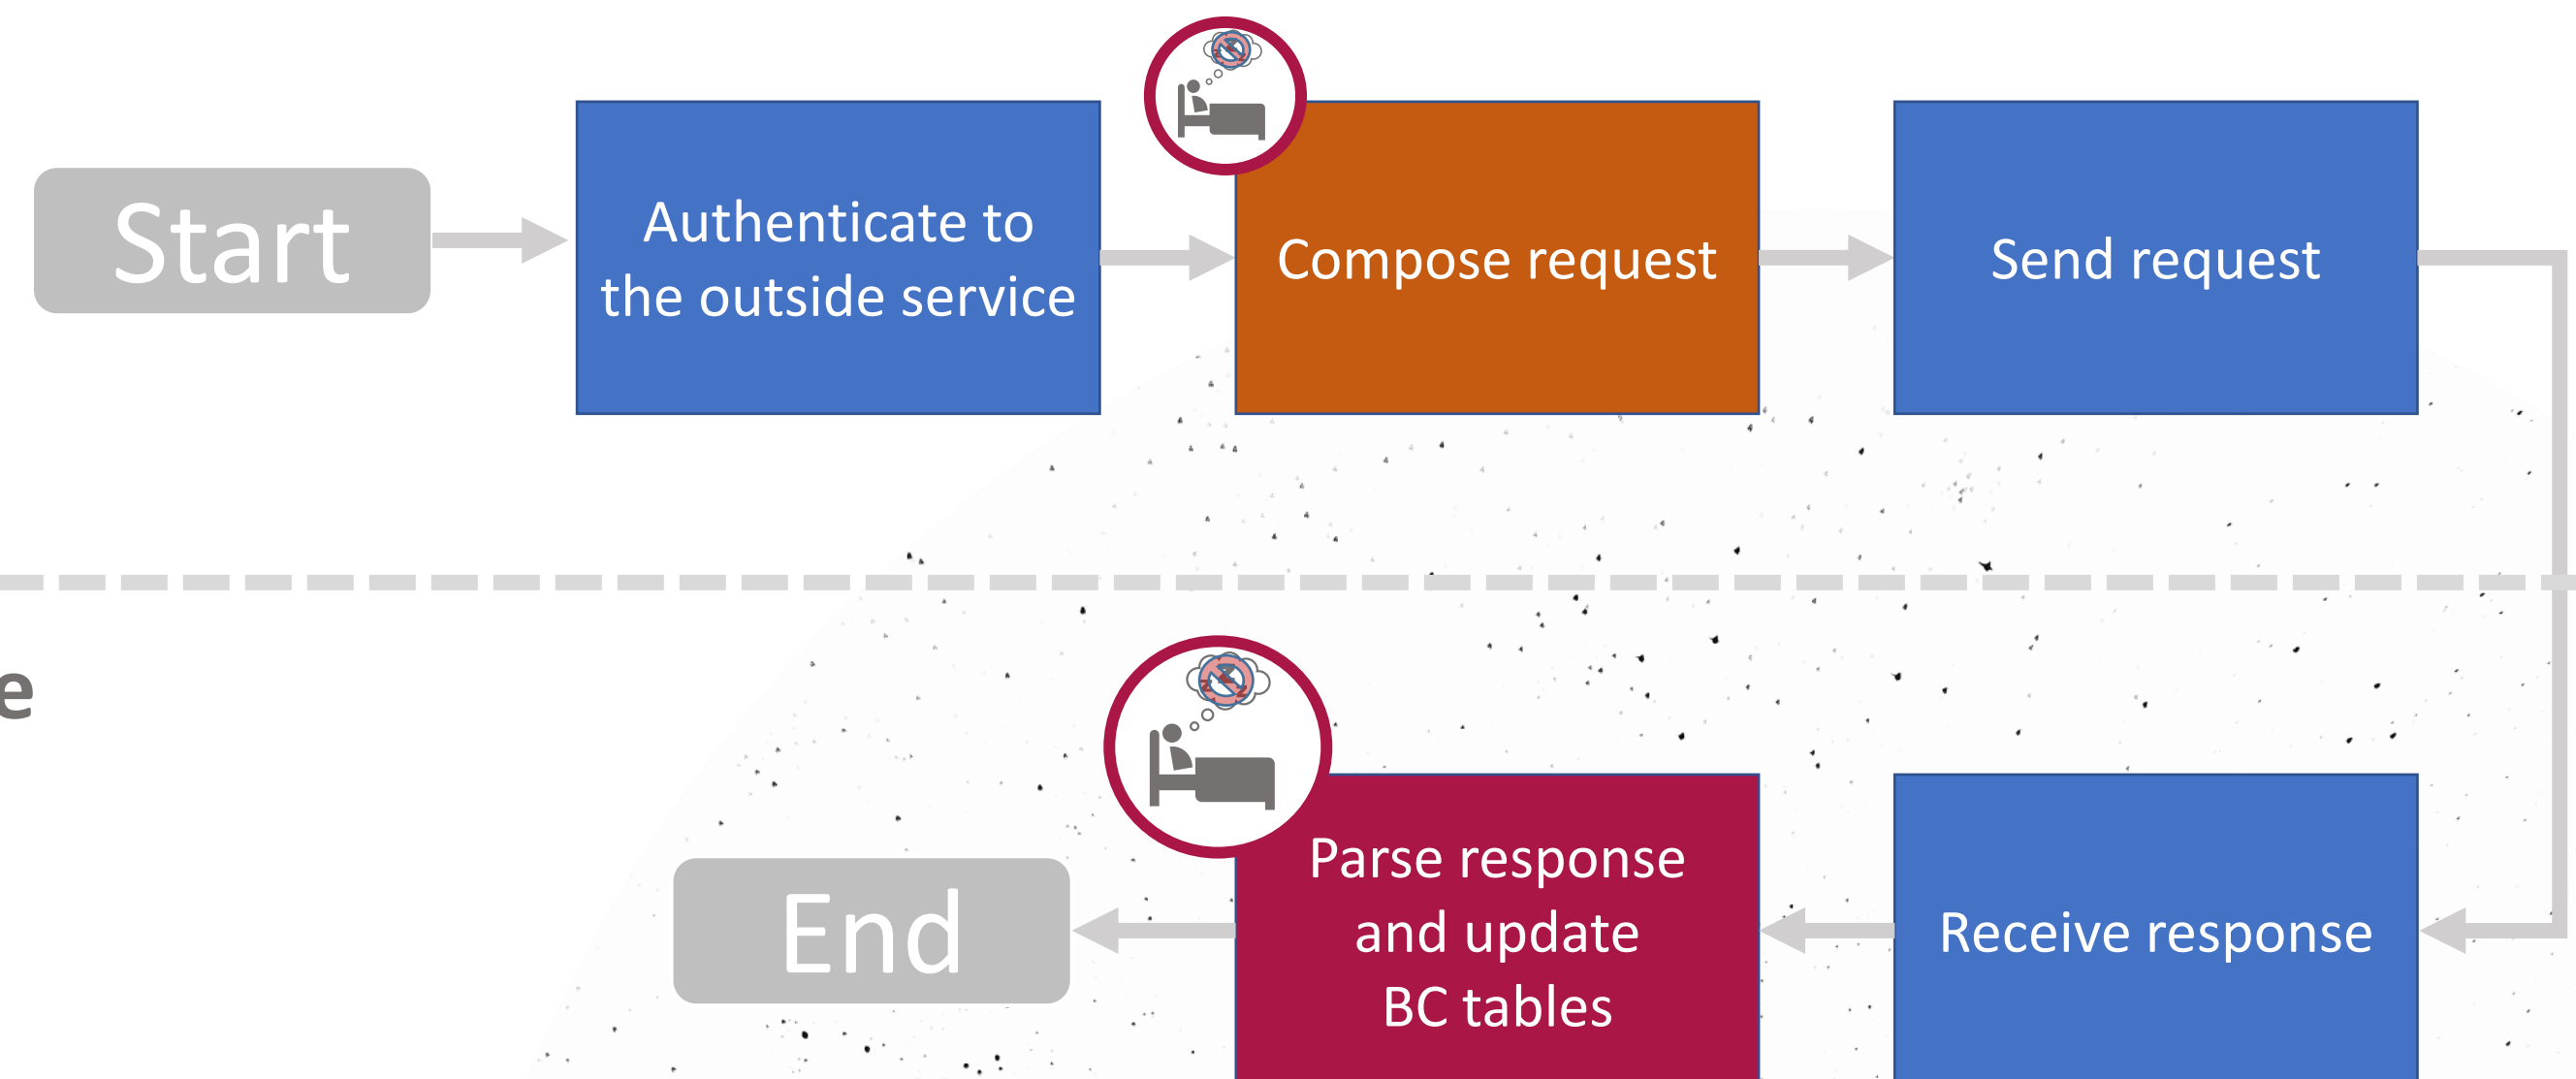 Start
Authenticate to
the outside service
Compose request
Send request
e
End
Parse response
and update
BC tables
Receive response